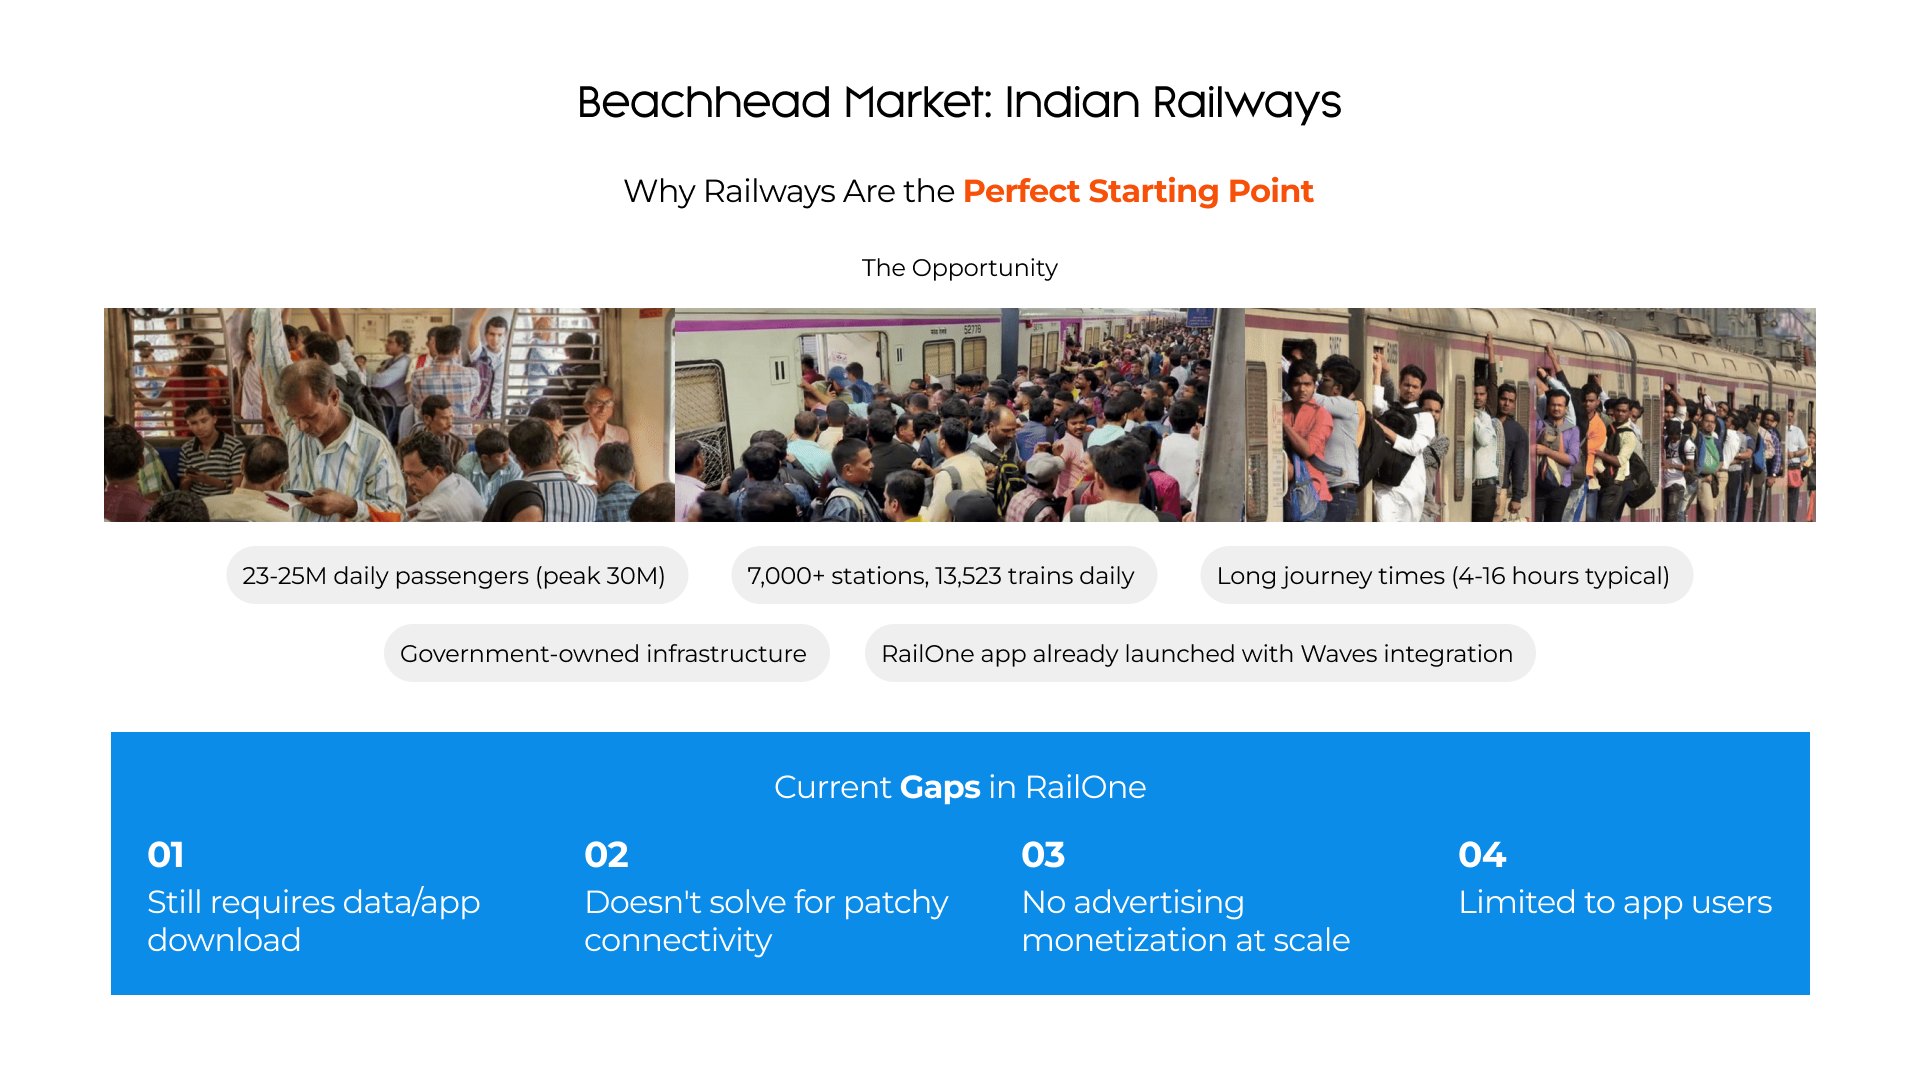 Beachhead Market: Indian Railways
Why Railways Are the Perfect Starting Point
The Opportunity
52778
23-25M daily passengers (peak 30M)
7,000+ stations, 13,523 trains daily
Long journey times (4-16 hours typical)
Government-owned infrastructure
RailOne app already launched with Waves integration
Current Gaps in RailOne
01
Still requires data/app
download
02
Doesn't solve for patchy
connectivity
03
No advertising
monetization at scale
04
Limited to app users